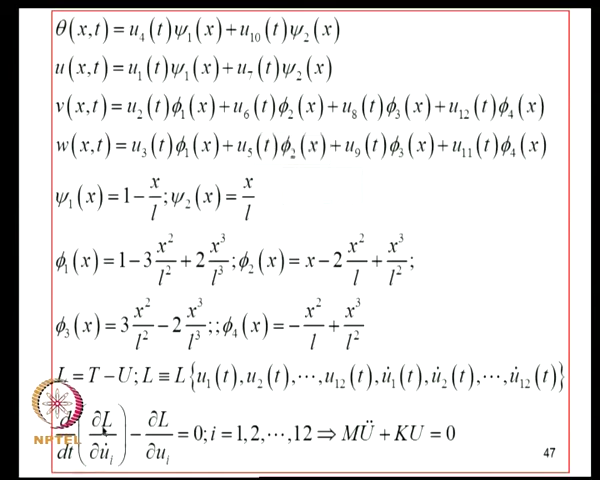 θ(x,t) = u₄(t)ψ₁(x) + u₁₀(t)ψ₂(x)
u(x,t) = u₁(t)ψ₁(x) + u₇(t)ψ₂(x)
v(x,t) = u₂(t)ϕ₁(x) + u₆(t)ϕ₂(x) + u₈(t)ϕ₃(x) + u₁₂(t)ϕ₄(x)
w(x,t) = u₃(t)ϕ₁(x) + u₅(t)ϕ₂(x) + u₉(t)ϕ₃(x) + u₁₁(t)ϕ₄(x)
ψ₁(x) = 1 − x/l; ψ₂(x) = x/l
ϕ₁(x) = 1 − 3x²/l² + 2x³/l³; ϕ₂(x) = x − 2x²/l + x³/l²;
ϕ₃(x) = 3x²/l² − 2x³/l³;; ϕ₄(x) = −x²/l + x³/l²
L = T − U; L ≡ L{u₁(t), u₂(t), ⋯, u₁₂(t), u̇₁(t), u̇₂(t), ⋯, u̇₁₂(t)}
d/dt(∂L/∂u̇ᵢ) − ∂L/∂uᵢ = 0; i = 1, 2, ⋯, 12 ⇒ MÜ + KU = 0
NPTEL
47